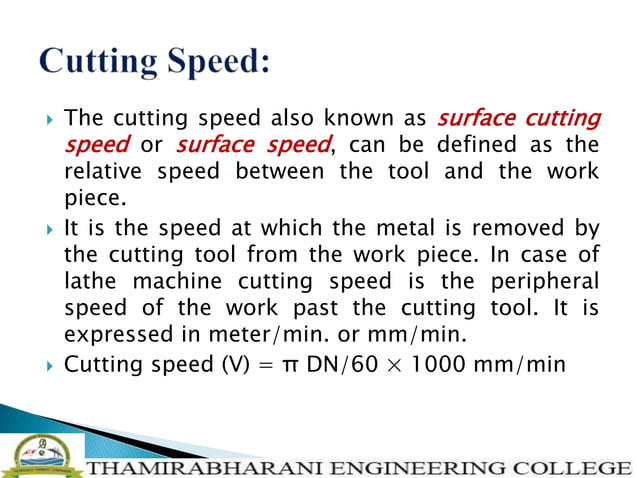 Cutting Speed:
The cutting speed also known as surface cutting
speed or surface speed, can be defined as the
relative speed between the tool and the work
piece.
It is the speed at which the metal is removed by
the cutting tool from the work piece. In case of
lathe machine cutting speed is the peripheral
speed of the work past the cutting tool. It is
expressed in meter/min. or mm/min.
Cutting speed (V) = π DN/60 × 1000 mm/min
THAMIRABHARANI ENGINEERING COLLEGE